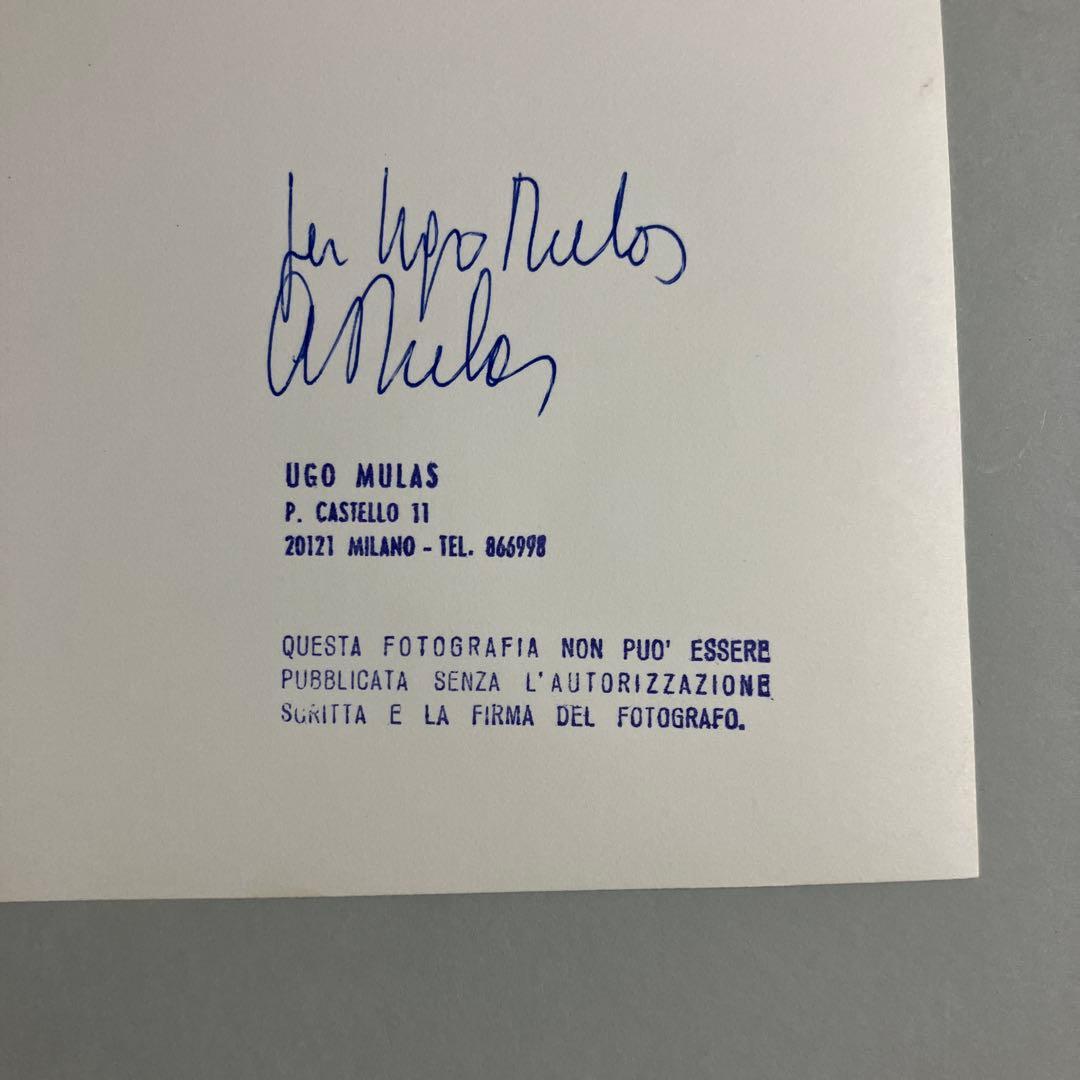 per Ugo Mulas
A Mulas
UGO MULAS
P. CASTELLO 11
20121 MILANO - TEL. 866998
QUESTA FOTOGRAFIA NON PUO' ESSERE
PUBBLICATA SENZA L'AUTORIZZAZIONE
SCRITTA E LA FIRMA DEL FOTOGRAFO.